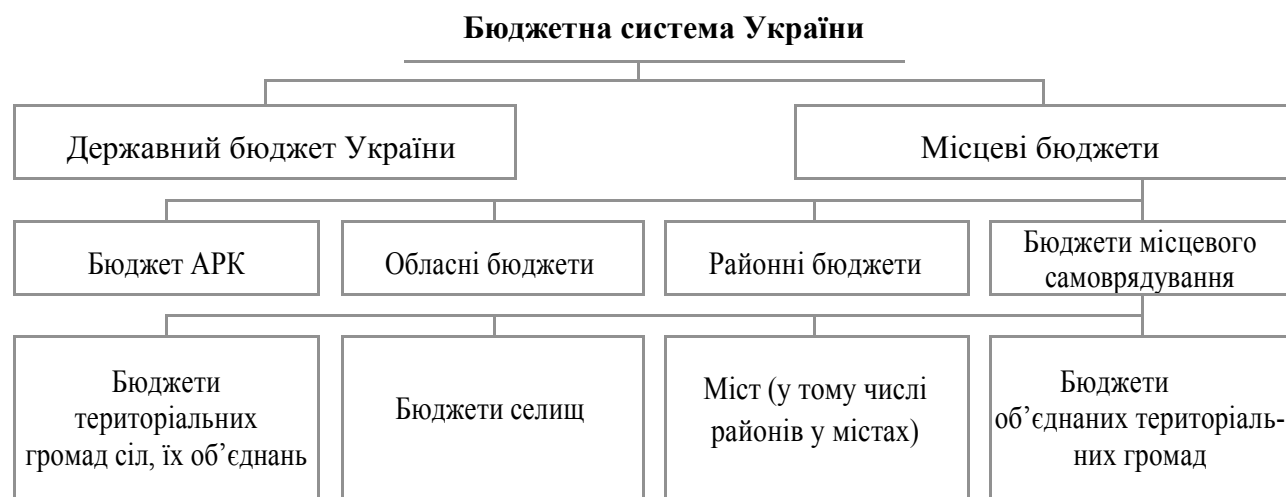 Бюджетна система України
Державний бюджет України
Місцеві бюджети
Бюджет АРК
Обласні бюджети
Районні бюджети
Бюджети місцевого
самоврядування
Бюджети
територіальних
громад сіл, їх об’єднань
Бюджети селищ
Міст (у тому числі
районів у містах)
Бюджети
об’єднаних територіаль-
них громад